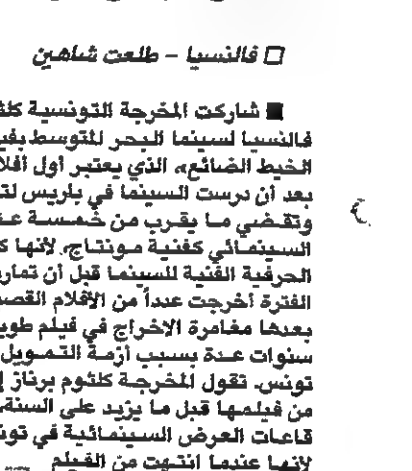 □ فالنسيا – طلعت شاهين
■ شاركت المخرجة التونسية
فالنسيا لسينما البحر المتوسط
الخيط الضائع»، الذي يعتبر أول
بعد أن درست السينما في باريس
وتقضي ما يقرب من خمسة
السينمائي كفنية مونتاج، لأنها
الحرفية الفنية للسينما قبل أن
الفترة أخرجت عدداً من الأفلام
بعدها مغامرة الاخراج في فيلم
سنوات عدة بسبب أزمة التمويل
تونس. تقول المخرجة كلثوم برناز
من فيلمها قبل ما يزيد على السنة
قاعات العرض السينمائية في
لأنها عندما انتهت من الفيلم